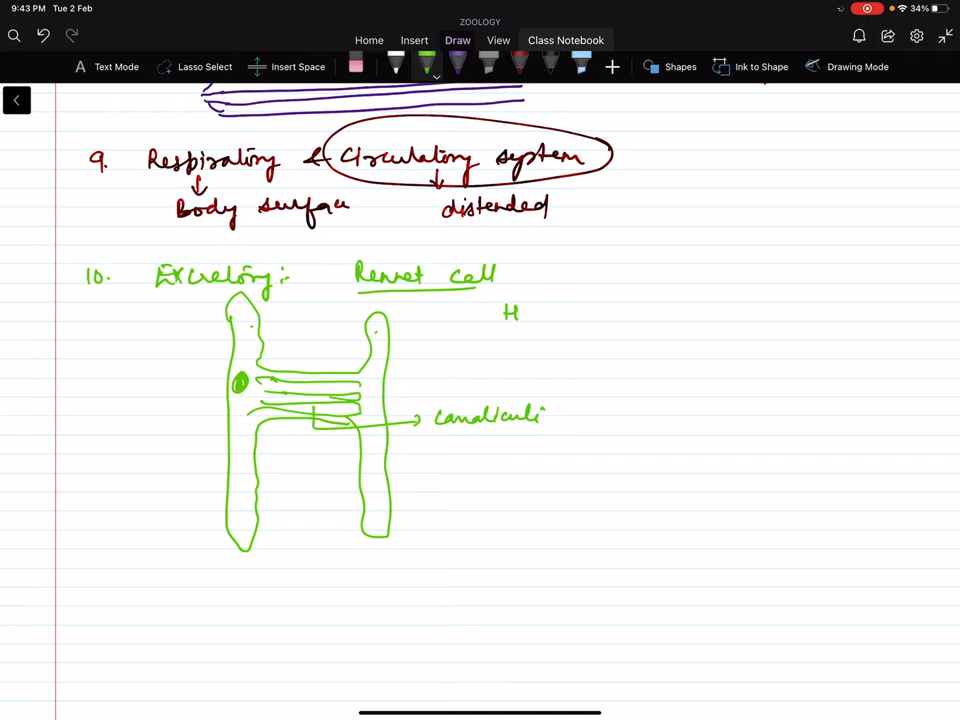 9:43 PM Tue 2 Feb
34%
ZOOLOGY
Home Insert Draw View Class Notebook
Text Mode Lasso Select Insert Space Shapes Ink to Shape Drawing Mode
9. Respiratory & Circulatory system
Body surface distended
10. Excretory:- Rennet cell
H
canaliculi